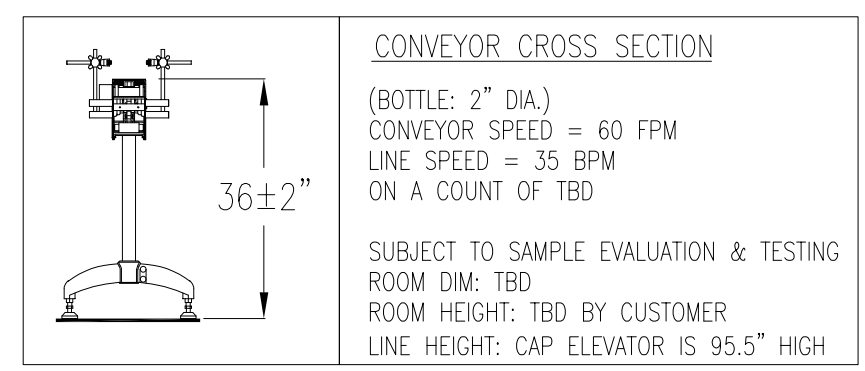 36±2”
CONVEYOR CROSS SECTION
(BOTTLE: 2” DIA.)
CONVEYOR SPEED = 60 FPM
LINE SPEED = 35 BPM
ON A COUNT OF TBD
SUBJECT TO SAMPLE EVALUATION & TESTING
ROOM DIM: TBD
ROOM HEIGHT: TBD BY CUSTOMER
LINE HEIGHT: CAP ELEVATOR IS 95.5” HIGH